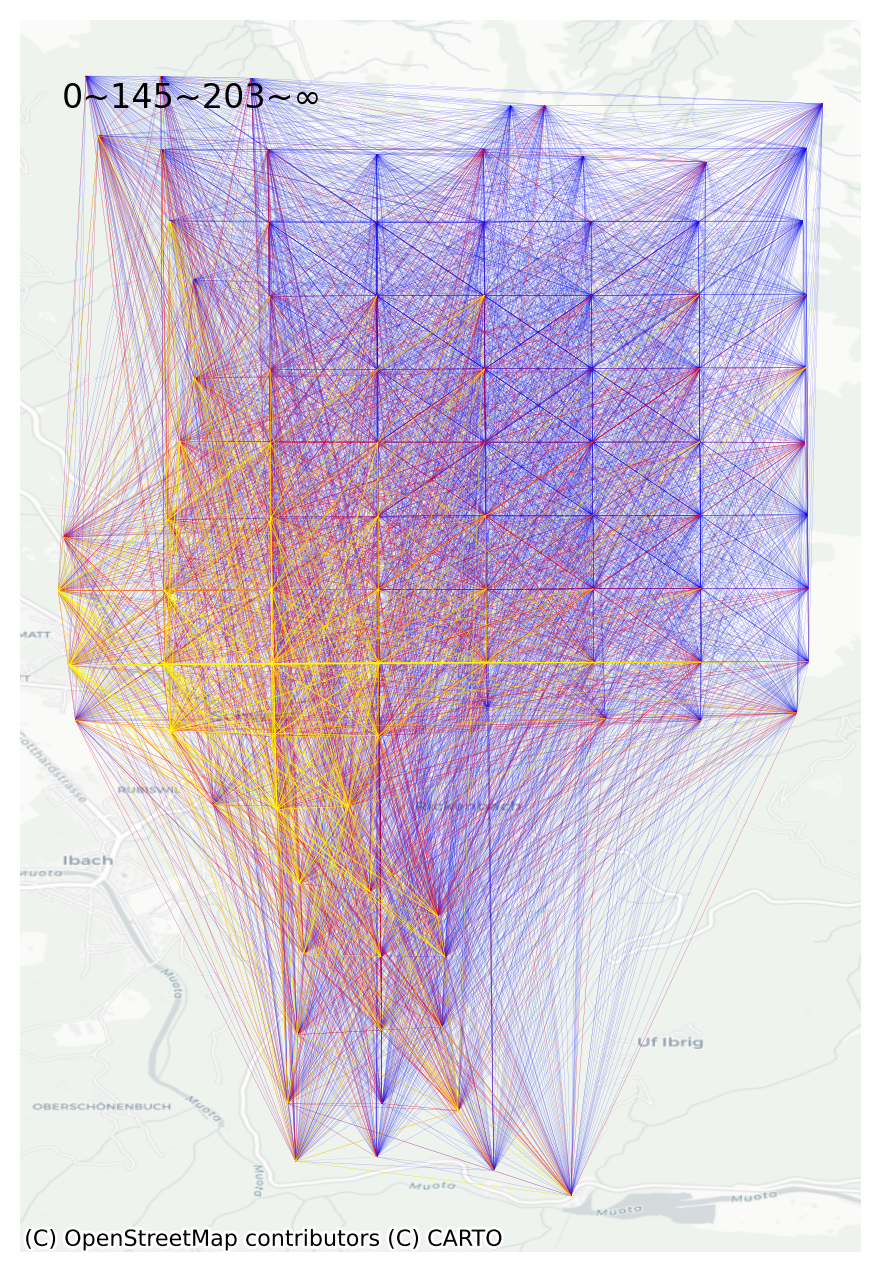 0~145~203~∞
MATT
Gotthardstrasse
RUBISWIL
Rickenbach
Ibach
Muota
Muota
Uf Ibrig
OBERSCHÖNENBUCH
Muota
Muota
Muota
Muota
Muota
(C) OpenStreetMap contributors (C) CARTO